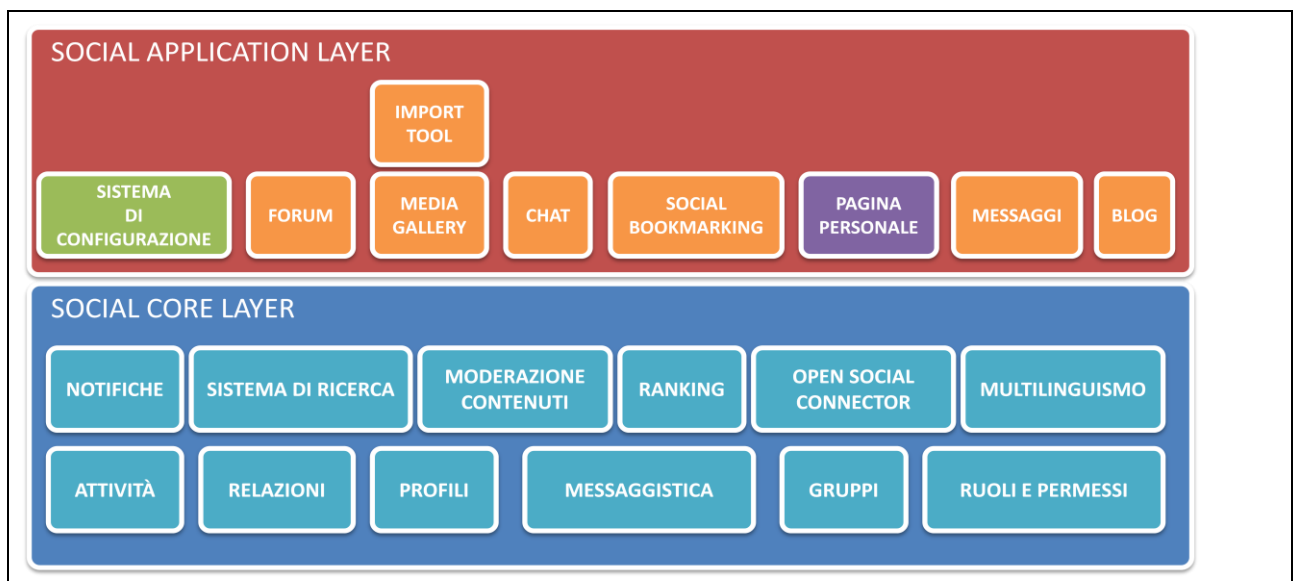 SOCIAL APPLICATION LAYER
IMPORT
TOOL
SISTEMA
DI
CONFIGURAZIONE
FORUM
MEDIA
GALLERY
CHAT
SOCIAL
BOOKMARKING
PAGINA
PERSONALE
MESSAGGI
BLOG
SOCIAL CORE LAYER
NOTIFICHE
SISTEMA DI RICERCA
MODERAZIONE
CONTENUTI
RANKING
OPEN SOCIAL
CONNECTOR
MULTILINGUISMO
ATTIVITÀ
RELAZIONI
PROFILI
MESSAGGISTICA
GRUPPI
RUOLI E PERMESSI